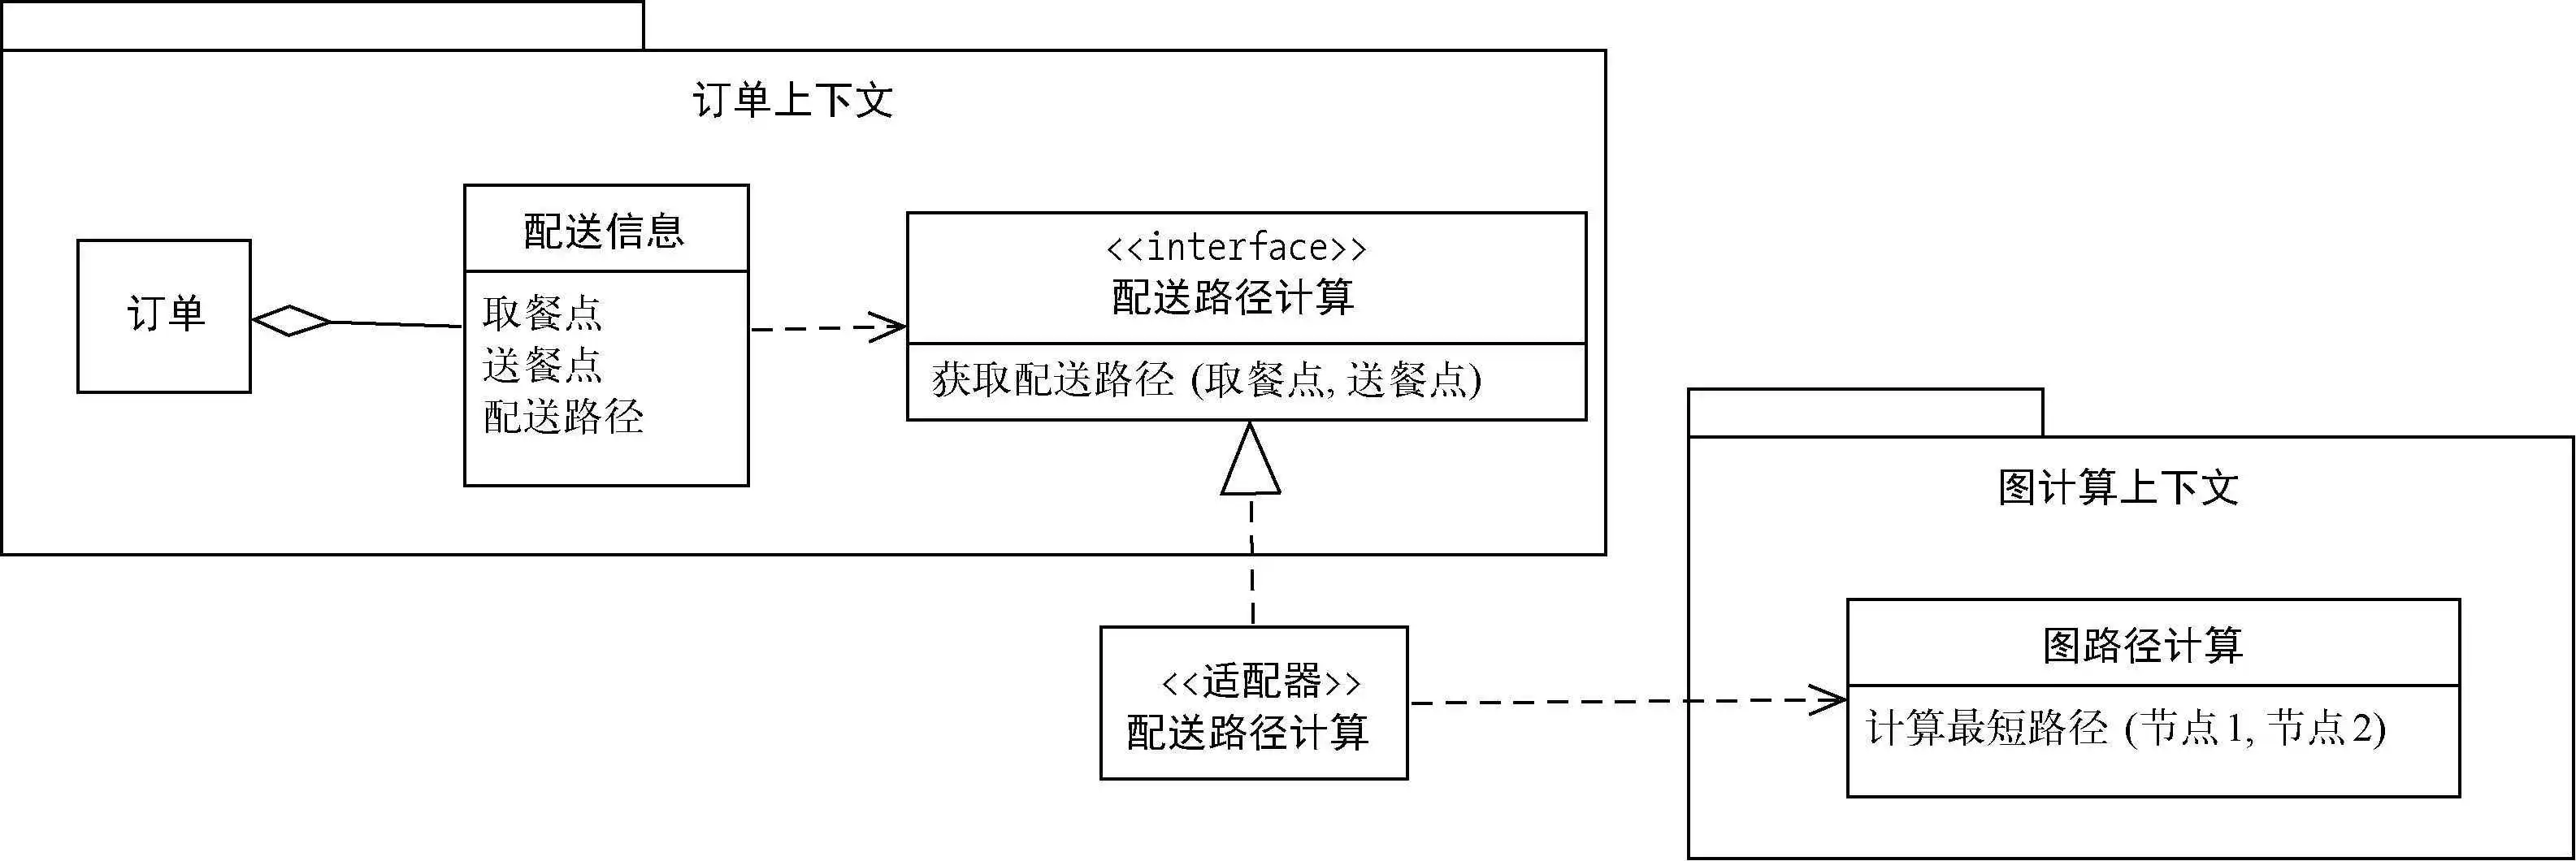 订单上下文
订单
配送信息
取餐点
送餐点
配送路径
<<interface>>
配送路径计算
获取配送路径 (取餐点, 送餐点)
<<适配器>>
配送路径计算
图计算上下文
图路径计算
计算最短路径 (节点1, 节点2)